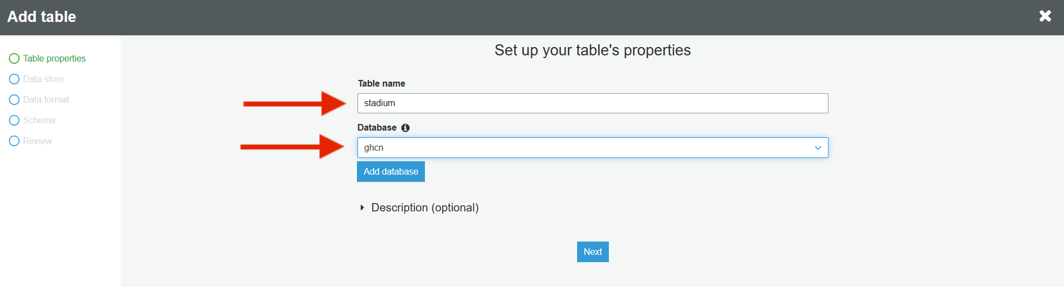 Add table
Table properties
Data store
Data format
Schema
Review
Set up your table's properties
Table name
stadium
Database
ghcn
Add database
Description (optional)
Next